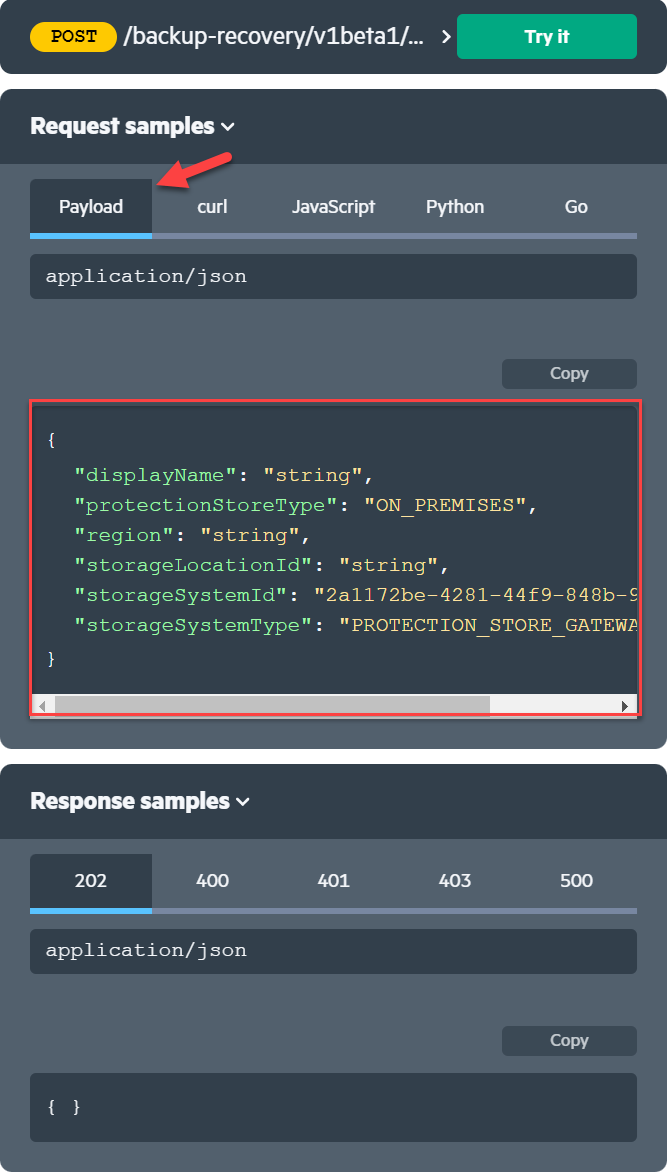 POST /backup-recovery/v1beta1/... Try it
Request samples
Payload curl JavaScript Python Go
application/json
Copy
{
"displayName": "string",
"protectionStoreType": "ON_PREMISES",
"region": "string",
"storageLocationId": "string",
"storageSystemId": "2a1172be-4281-44f9-848b-9
"storageSystemType": "PROTECTION_STORE_GATEWA
}
Response samples
202 400 401 403 500
application/json
Copy
{ }